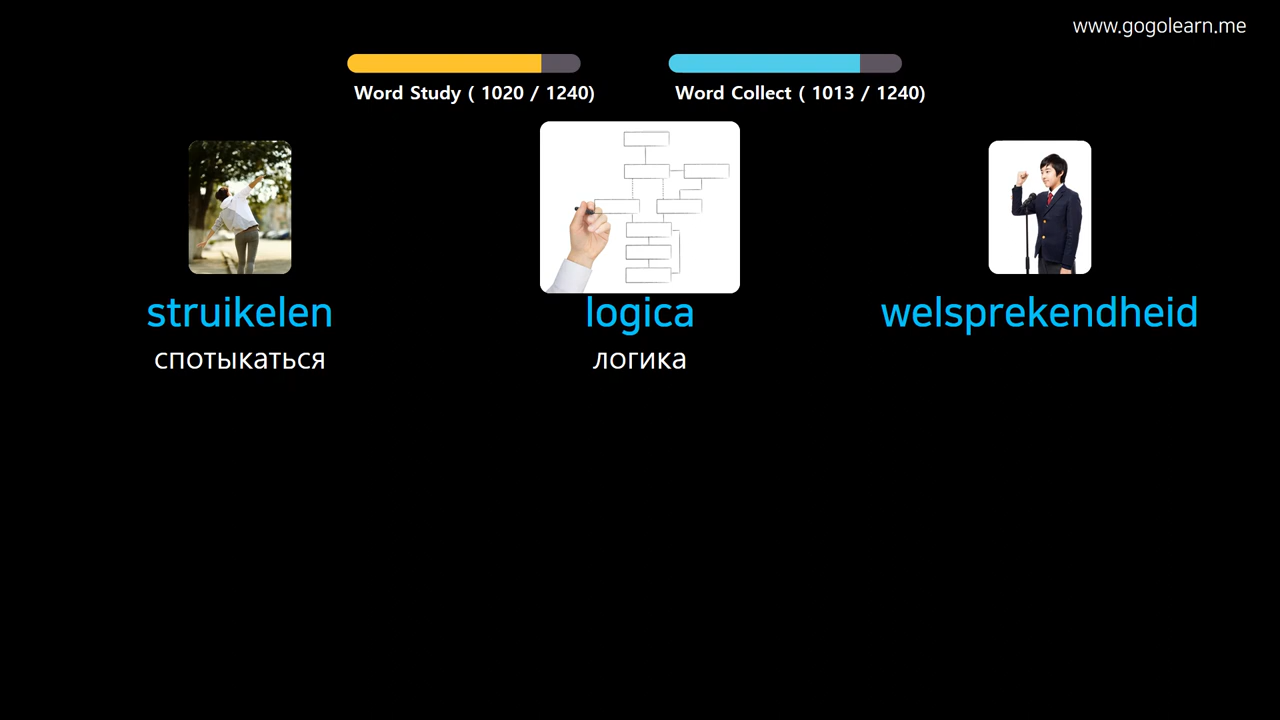 www.gogolearn.me
Word Study ( 1020 / 1240)
Word Collect ( 1013 / 1240)
struikelen
logica
welsprekendheid
спотыкаться
логика